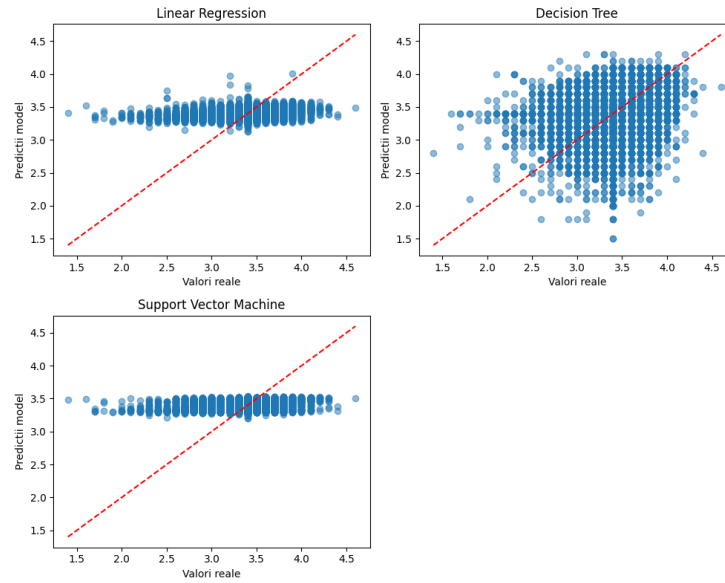 Linear Regression
Predictii model
4.5
4.0
3.5
3.0
2.5
2.0
1.5
1.5 2.0 2.5 3.0 3.5 4.0 4.5
Valori reale
Decision Tree
Predictii model
4.5
4.0
3.5
3.0
2.5
2.0
1.5
1.5 2.0 2.5 3.0 3.5 4.0 4.5
Valori reale
Support Vector Machine
Predictii model
4.5
4.0
3.5
3.0
2.5
2.0
1.5
1.5 2.0 2.5 3.0 3.5 4.0 4.5
Valori reale